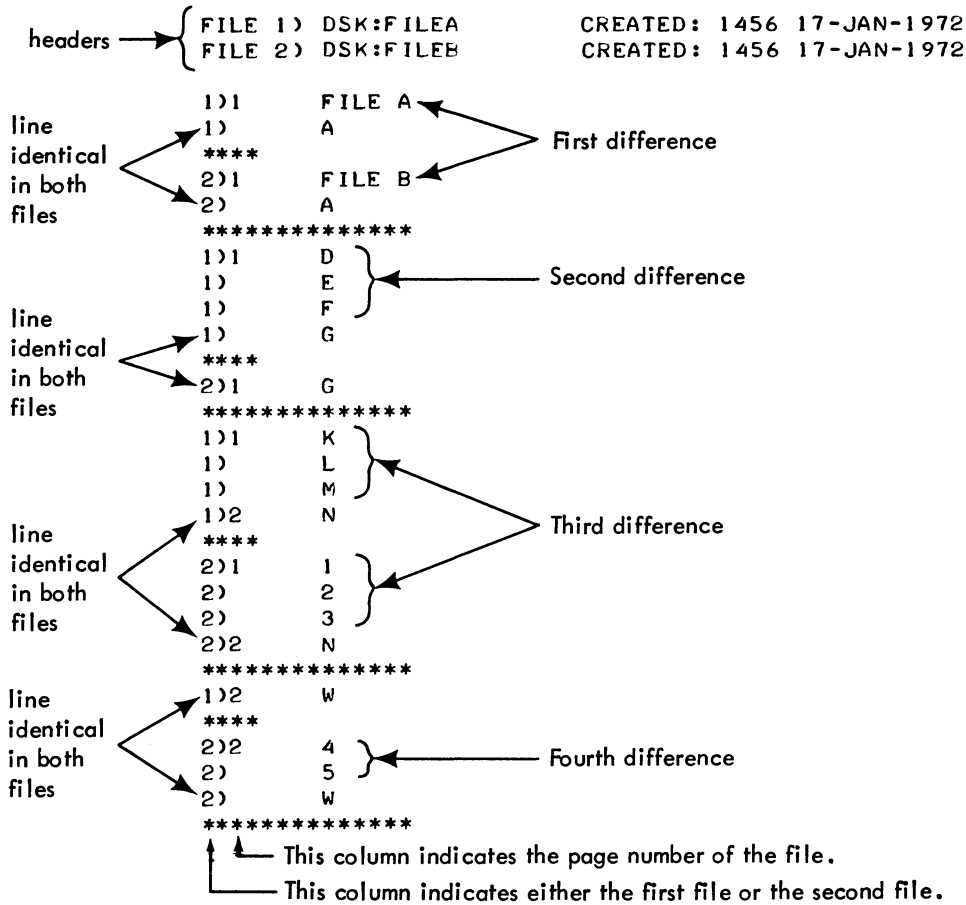 headers
FILE 1) DSK:FILEA CREATED: 1456 17-JAN-1972
FILE 2) DSK:FILEB CREATED: 1456 17-JAN-1972
line
identical
in both
files
1)1 FILE A
1) A
****
2)1 FILE B
2) A
**************
First difference
1)1 D
1) E
1) F
1) G
****
2)1 G
**************
Second difference
line
identical
in both
files
1)1 K
1) L
1) M
1)2 N
****
2)1 1
2) 2
2) 3
2)2 N
**************
Third difference
line
identical
in both
files
1)2 W
****
2)2 4
2) 5
2) W
**************
Fourth difference
line
identical
in both
files
This column indicates the page number of the file.
This column indicates either the first file or the second file.